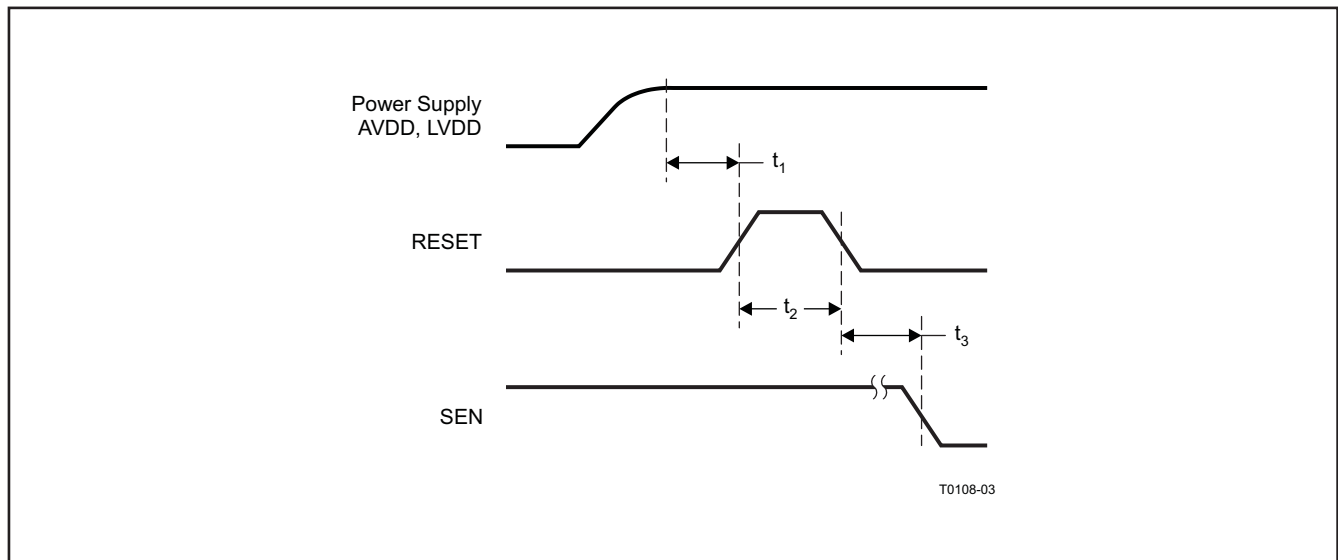 Power Supply
AVDD, LVDD
t₁
RESET
t₂
t₃
SEN
T0108-03